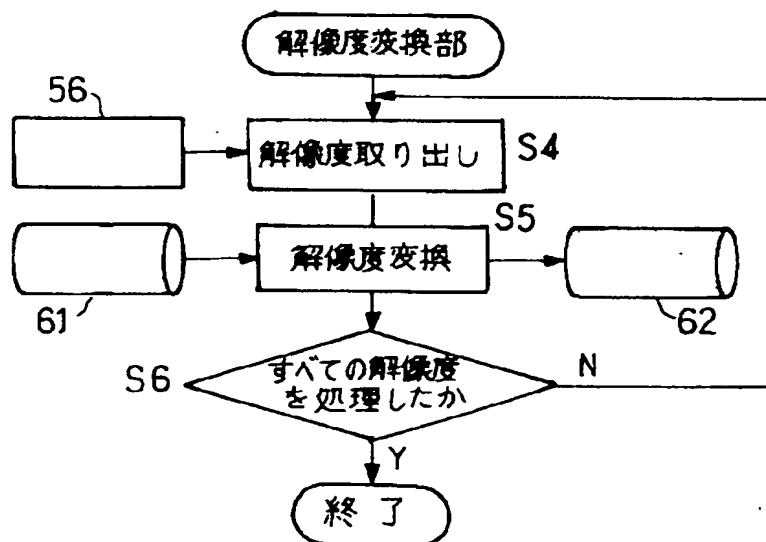 解像度変換部
56
解像度取り出し
S4
S5
解像度変換
61
62
S6
すべての解像度
を処理したか
N
Y
終了